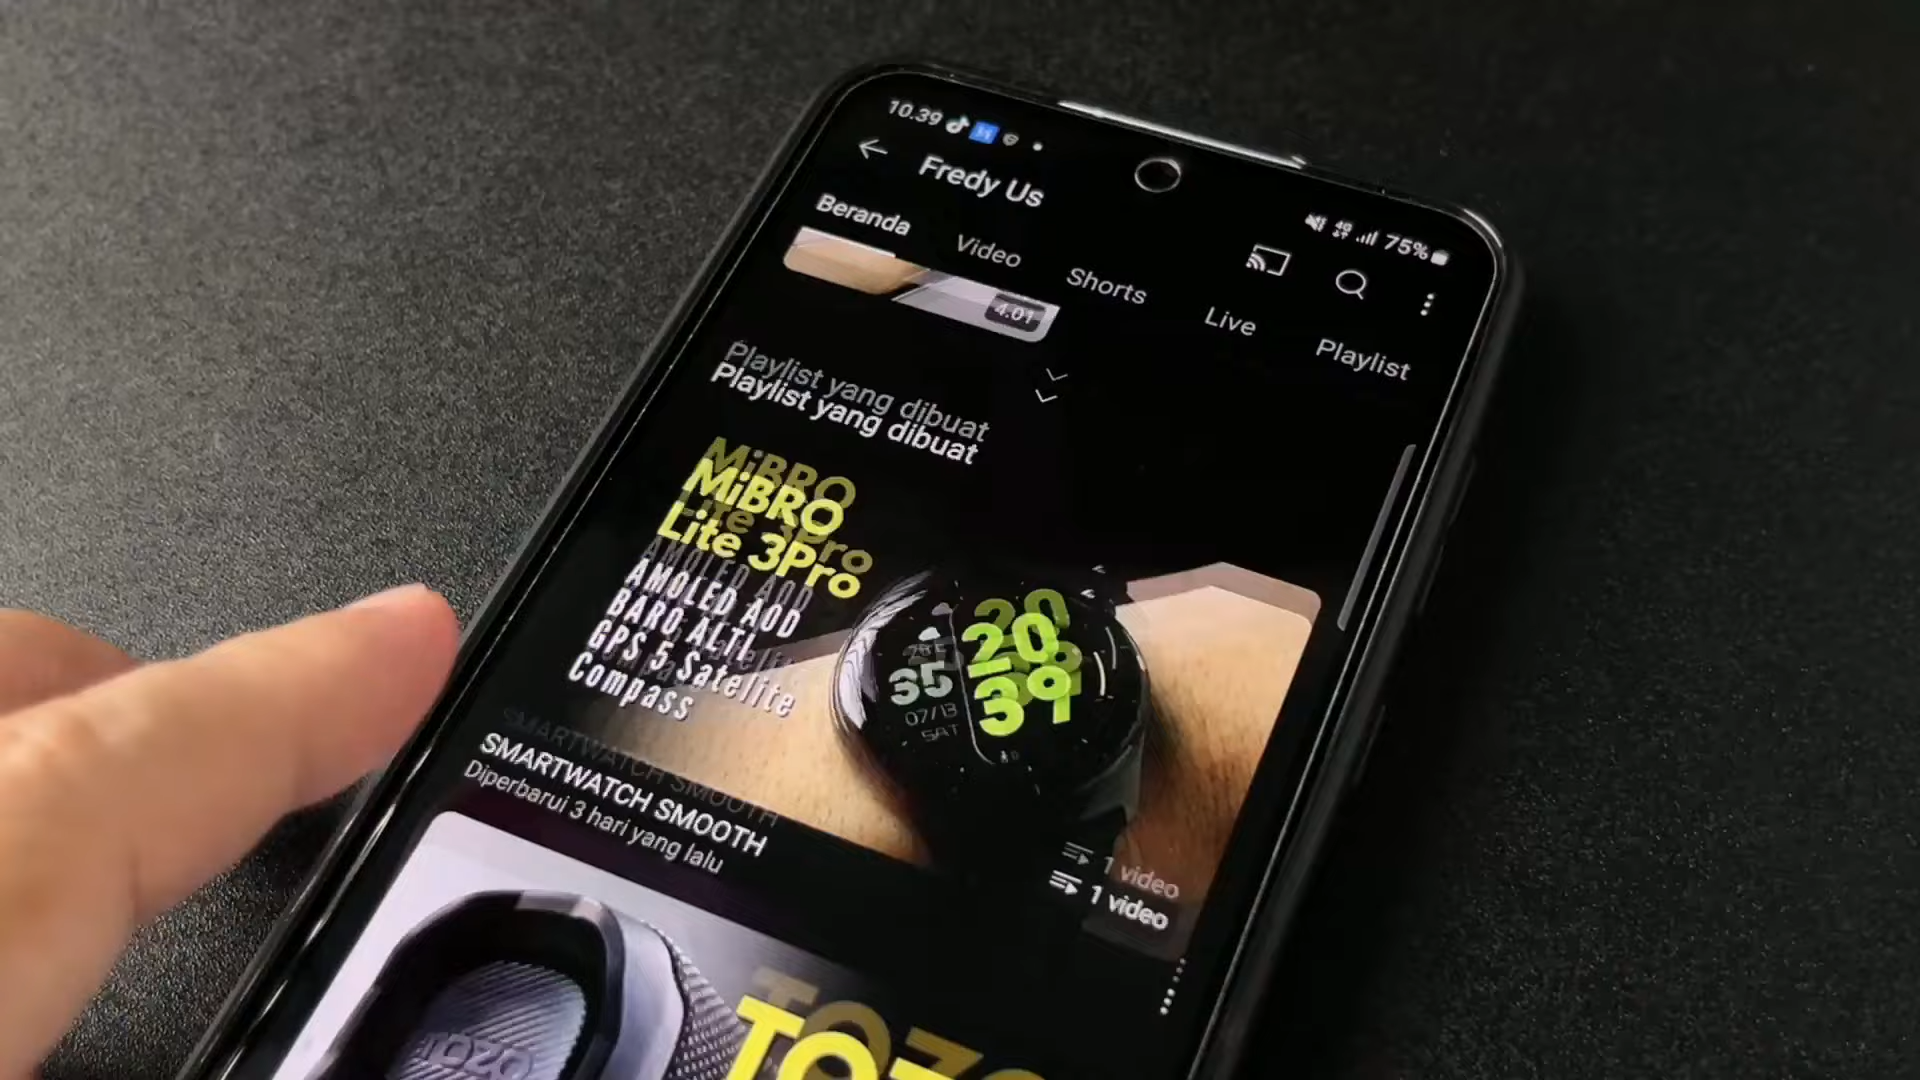 10.39
75%
Fredy Us
Beranda
Video
Shorts
Live
Playlist
4.01
Playlist yang dibuat
MiBRO
Lite 3Pro
AMOLED AOD
BARO ALTI
GPS 5 Satelite
Compass
20
39
35
07/13
SAT
1 video
SMARTWATCH SMOOTH
Diperbarui 3 hari yang lalu
TOZO